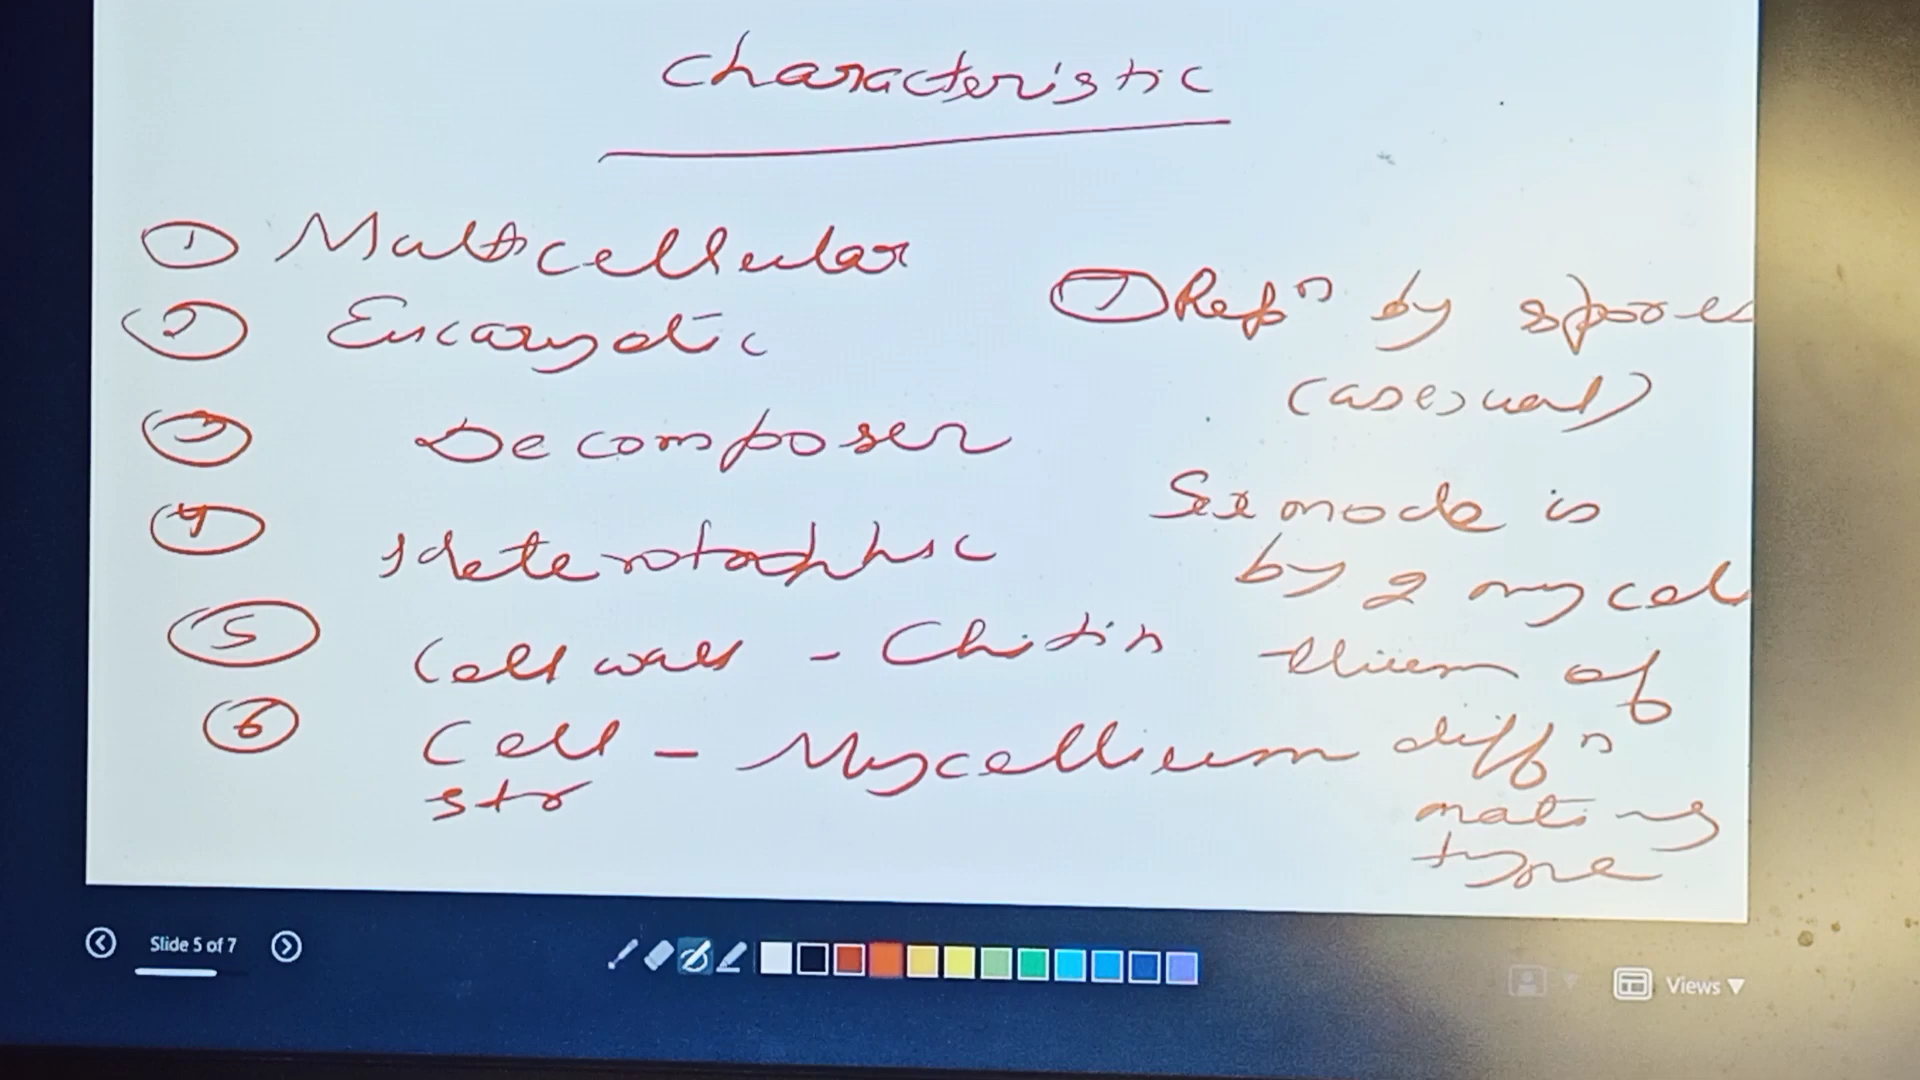 Characteristic
① Multicellular
② Eucaryotic
③ Decomposer
④ Heterotrophic
⑤ Cell wall - Chitin
⑥ Cell - Mycellium
str
⑦ Repn by spores
(asexual)
Sex mode is
by 2 mycel
llium of
diffn
mating
type
Slide 5 of 7
Views